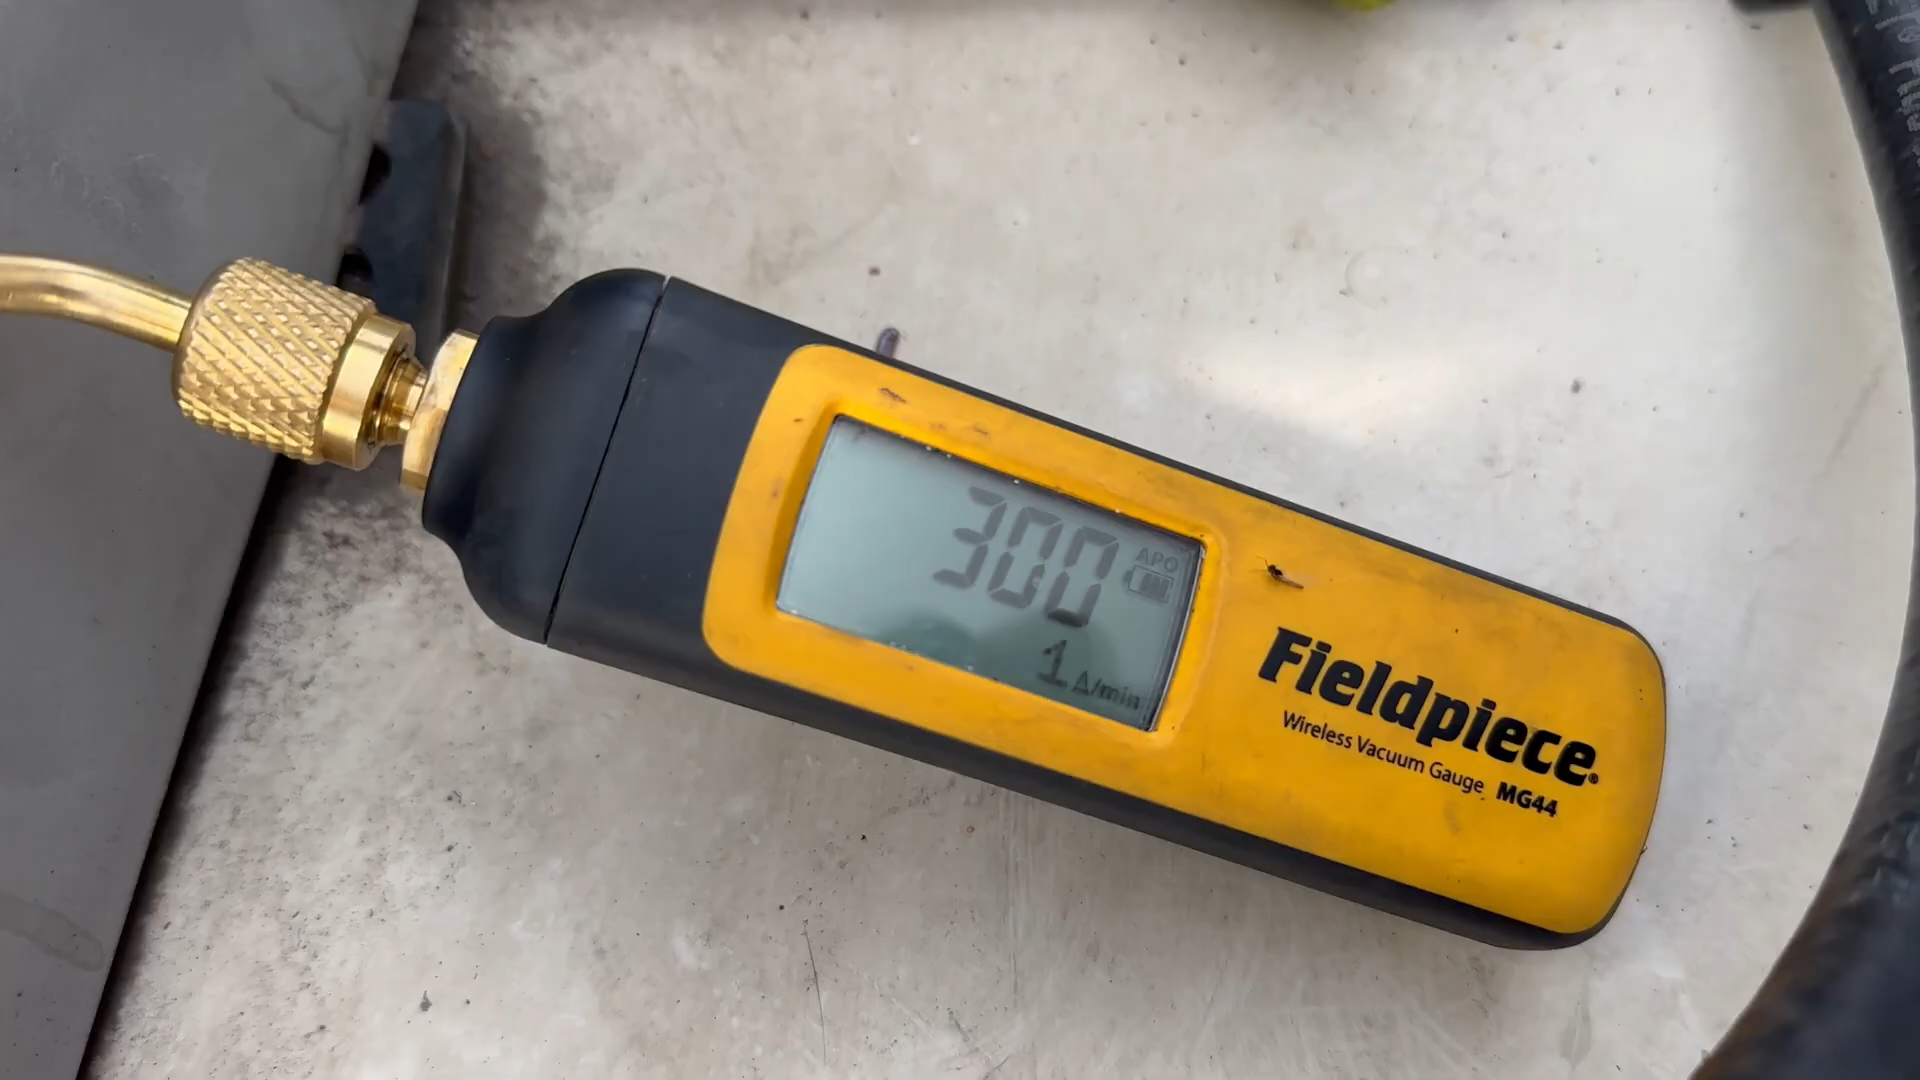 300
APO
1 Δ/min
Fieldpiece®
Wireless Vacuum Gauge MG44